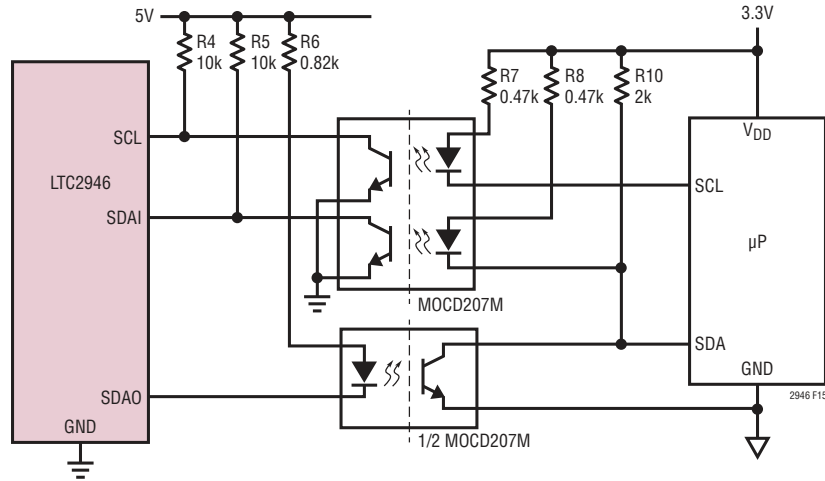 5V
3.3V
R4
10k
R5
10k
R6
0.82k
R7
0.47k
R8
0.47k
R10
2k
VDD
SCL
LTC2946
SCL
SDAI
µP
MOCD207M
SDA
GND
2946 F15
SDAO
GND
1/2 MOCD207M